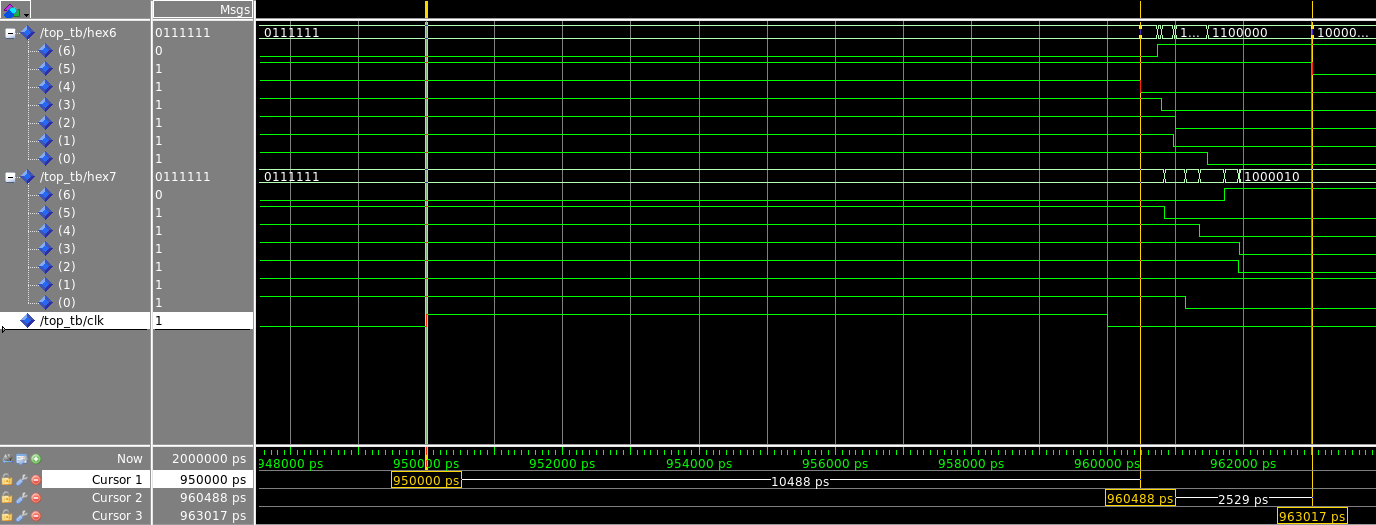 Msgs
/top_tb/hex6 0111111 0111111 1... 1100000 10000...
(6) 0
(5) 1
(4) 1
(3) 1
(2) 1
(1) 1
(0) 1
/top_tb/hex7 0111111 0111111 1000010
(6) 0
(5) 1
(4) 1
(3) 1
(2) 1
(1) 1
(0) 1
/top_tb/clk 1
Now 2000000 ps 948000 ps 950000 ps 952000 ps 954000 ps 956000 ps 958000 ps 960000 ps 962000 ps
Cursor 1 950000 ps 950000 ps 10488 ps
Cursor 2 960488 ps 960488 ps 2529 ps
Cursor 3 963017 ps 963017 ps